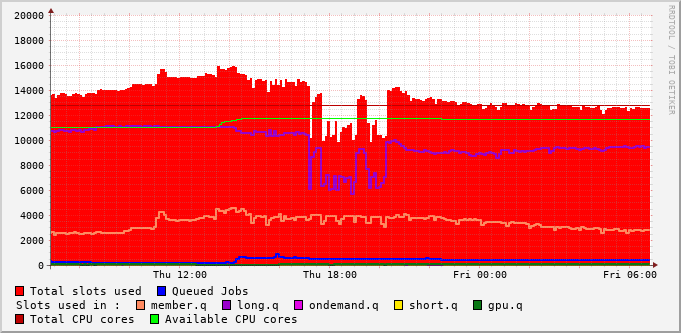 20000
18000
16000
14000
12000
10000
8000
6000
4000
2000
0
Thu 12:00 Thu 18:00 Fri 00:00 Fri 06:00
RRDTOOL / TOBI OETIKER
Total slots used Queued Jobs
Slots used in : member.q long.q ondemand.q short.q gpu.q
Total CPU cores Available CPU cores